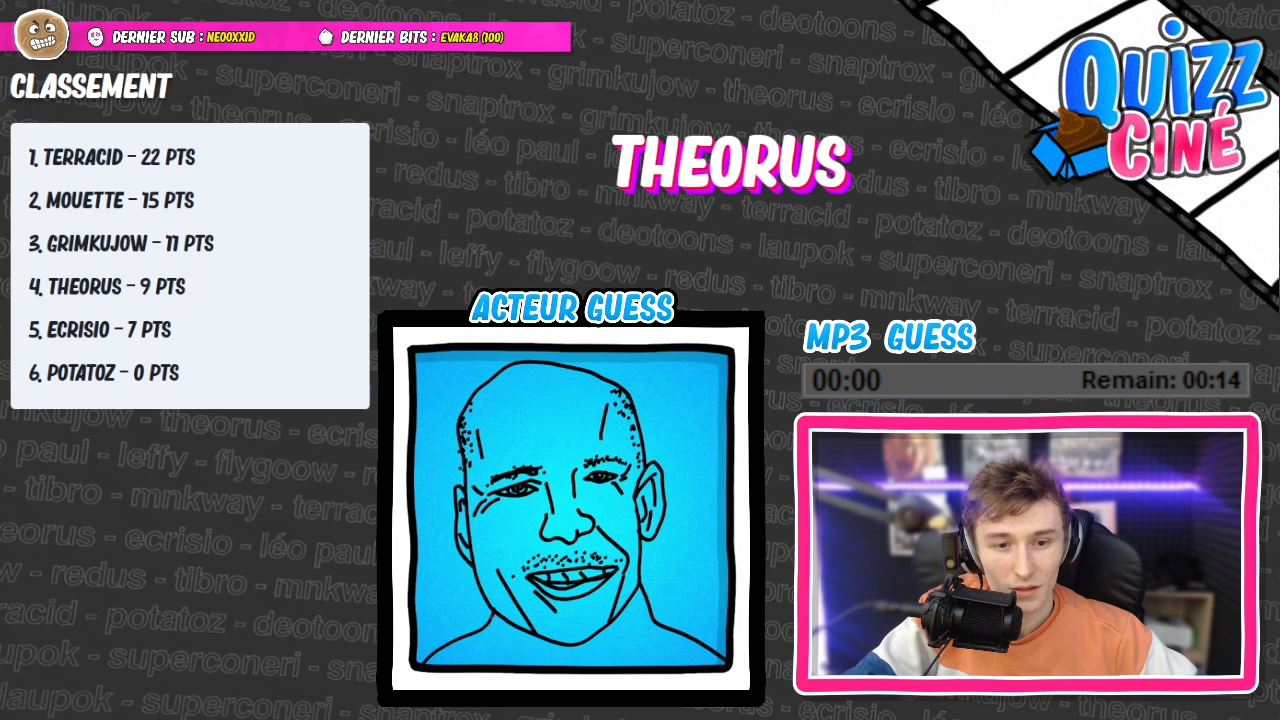 DERNIER SUB : NEOOXXID
DERNIER BITS : EVAKA8 (100)
CLASSEMENT
1. TERRACID - 22 PTS
2. MOUETTE - 15 PTS
3. GRIMKUJOW - 11 PTS
4. THEORUS - 9 PTS
5. ECRISIO - 7 PTS
6. POTATOZ - 0 PTS
THEORUS
QUIZZ
CINÉ
ACTEUR GUESS
MP3 GUESS
00:00 Remain: 00:14